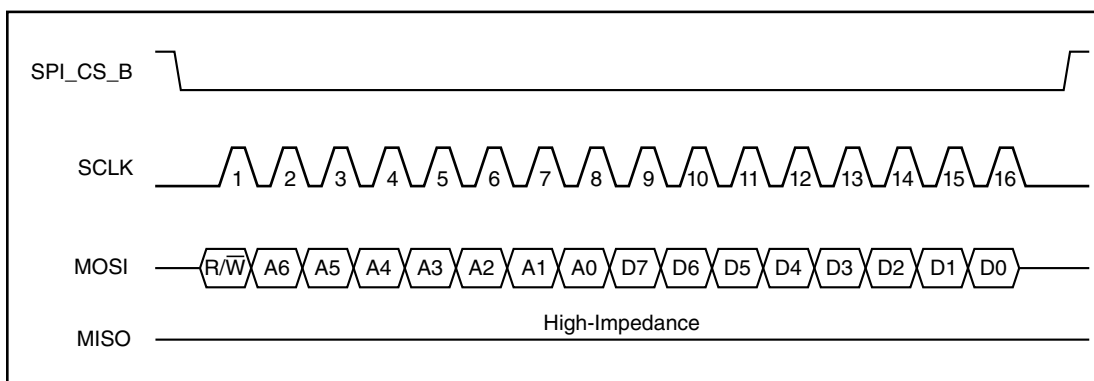 SPI_CS_B
SCLK
1 2 3 4 5 6 7 8 9 10 11 12 13 14 15 16
MOSI
R/W̅ A6 A5 A4 A3 A2 A1 A0 D7 D6 D5 D4 D3 D2 D1 D0
High-Impedance
MISO